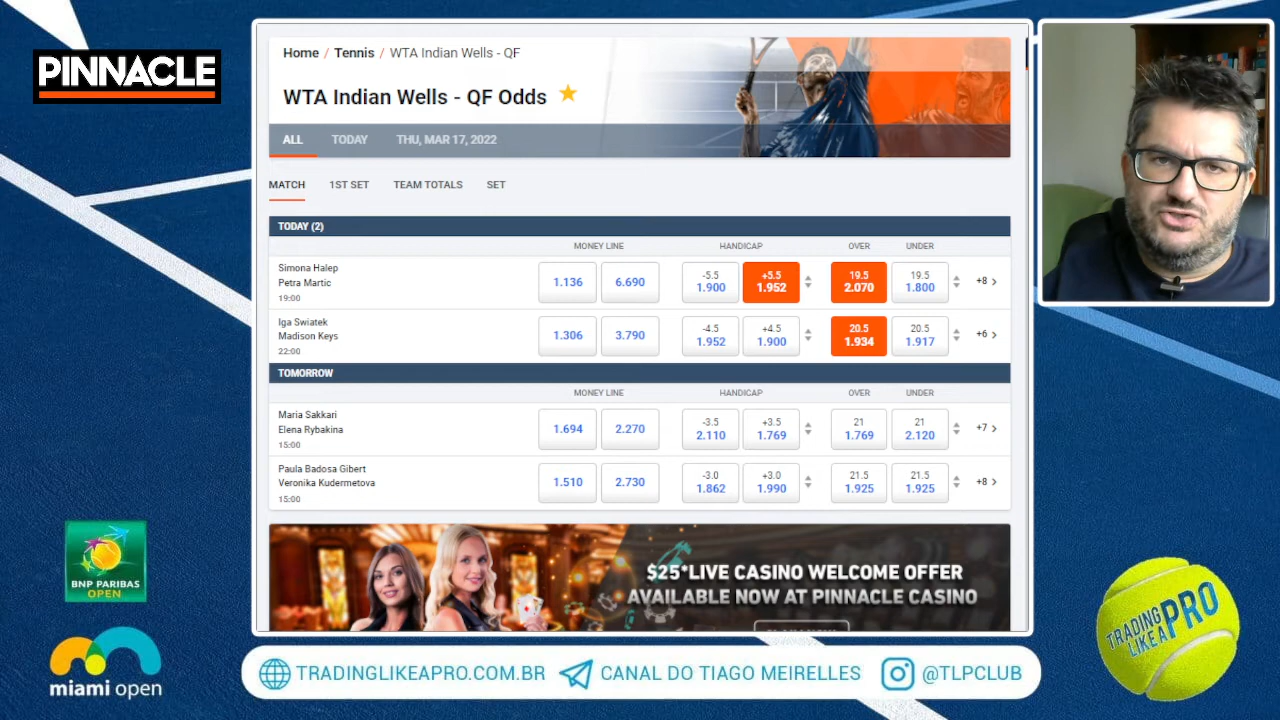 PINNACLE
Home / Tennis / WTA Indian Wells - QF
WTA Indian Wells - QF Odds
ALL TODAY THU, MAR 17, 2022
MATCH 1ST SET TEAM TOTALS SET
TODAY (2)
MONEY LINE HANDICAP OVER UNDER
Simona Halep
Petra Martic
19:00
1.136 6.690 -5.5 1.900 +5.5 1.952 19.5 2.070 19.5 1.800 +8
Iga Swiatek
Madison Keys
22:00
1.306 3.790 -4.5 1.952 +4.5 1.900 20.5 1.934 20.5 1.917 +6
TOMORROW
MONEY LINE HANDICAP OVER UNDER
Maria Sakkari
Elena Rybakina
15:00
1.694 2.270 -3.5 2.110 +3.5 1.769 21 1.769 21 2.120 +7
Paula Badosa Gibert
Veronika Kudermetova
15:00
1.510 2.730 -3.0 1.862 +3.0 1.990 21.5 1.925 21.5 1.925 +8
$25*LIVE CASINO WELCOME OFFER
AVAILABLE NOW AT PINNACLE CASINO
BNP PARIBAS
OPEN
miami open
TRADINGLIKEAPRO.COM.BR CANAL DO TIAGO MEIRELLES @TLPCLUB
TRADING
LIKE A
PRO